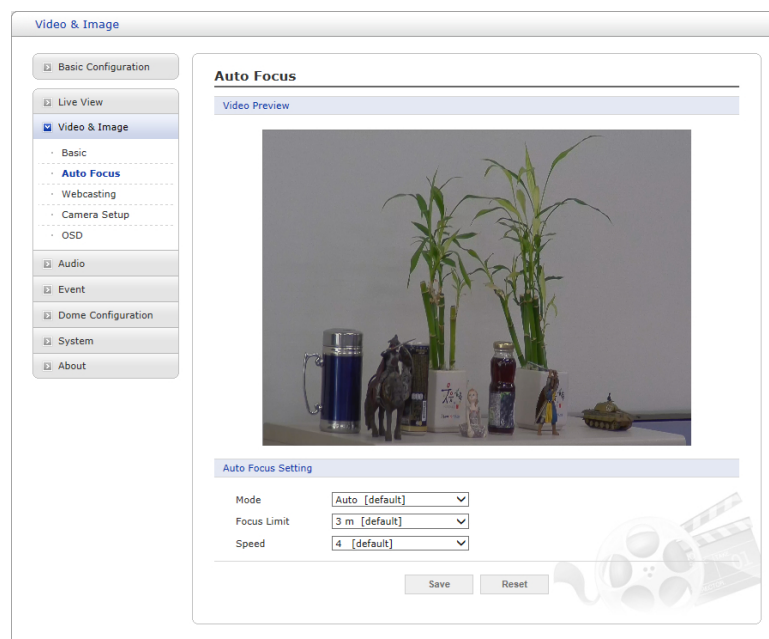 Video & Image
Basic Configuration
Live View
Video & Image
Basic
Auto Focus
Webcasting
Camera Setup
OSD
Audio
Event
Dome Configuration
System
About
Auto Focus
Video Preview
Auto Focus Setting
Mode
Auto [default]
Focus Limit
3 m [default]
Speed
4 [default]
Save
Reset